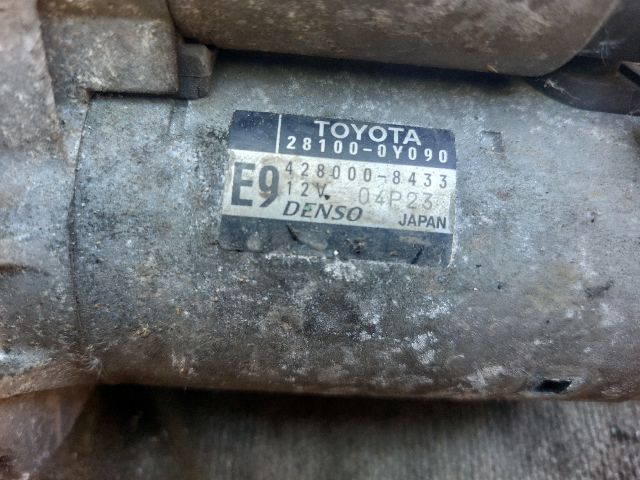 TOYOTA
28100-0Y090
428000-8433
E9
12V 04P23
DENSO JAPAN